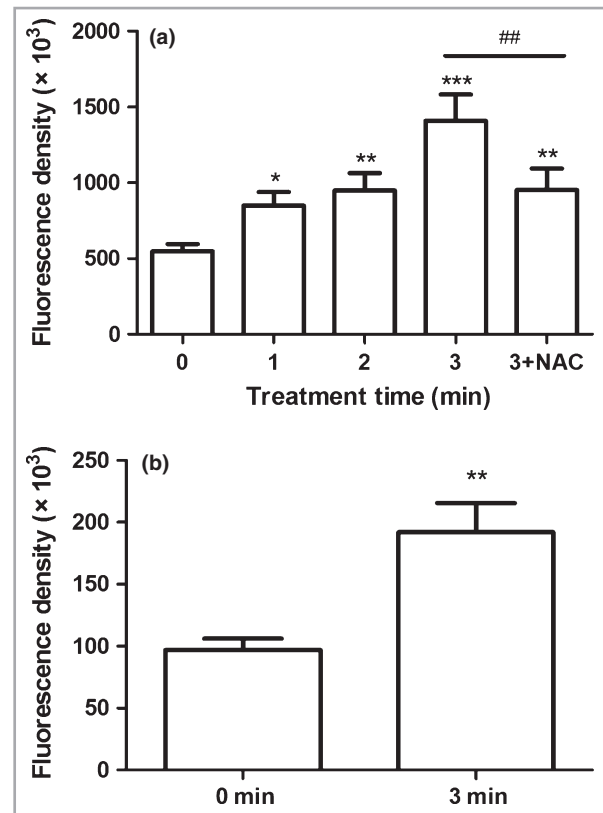 (a)
##
Fluorescence density (× 10³)
2000
1500
1000
500
0
*
**
***
**
0 1 2 3 3+NAC
Treatment time (min)
(b)
Fluorescence density (× 10³)
250
200
150
100
50
0
**
0 min 3 min